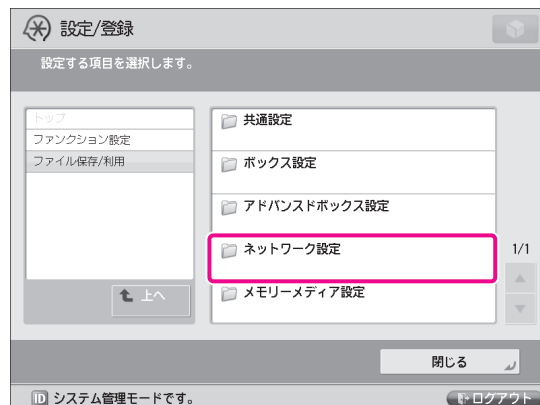 設定/登録
設定する項目を選択します。
トップ
ファンクション設定
ファイル保存/利用
上へ
共通設定
ボックス設定
アドバンスドボックス設定
ネットワーク設定
メモリーメディア設定
1/1
閉じる
ID システム管理モードです。
ログアウト